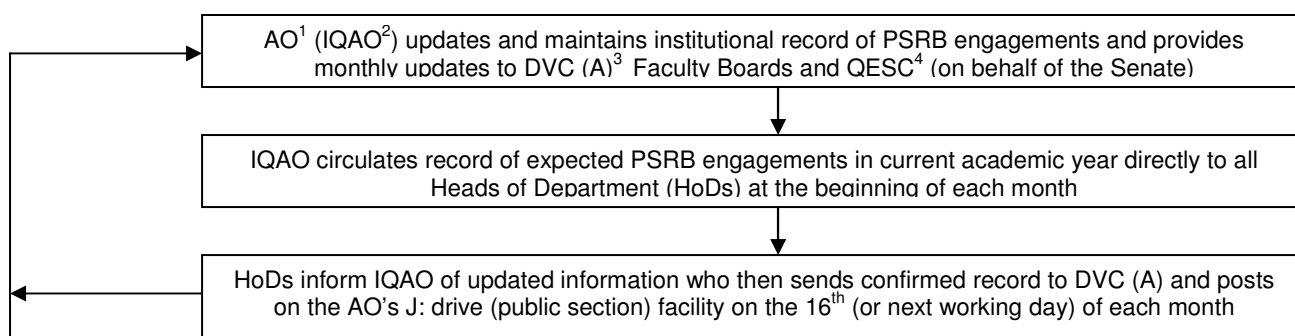 AO¹ (IQAO²) updates and maintains institutional record of PSRB engagements and provides
monthly updates to DVC (A)³ Faculty Boards and QESC⁴ (on behalf of the Senate)
IQAO circulates record of expected PSRB engagements in current academic year directly to all
Heads of Department (HoDs) at the beginning of each month
HoDs inform IQAO of updated information who then sends confirmed record to DVC (A) and posts
on the AO's J: drive (public section) facility on the 16th (or next working day) of each month